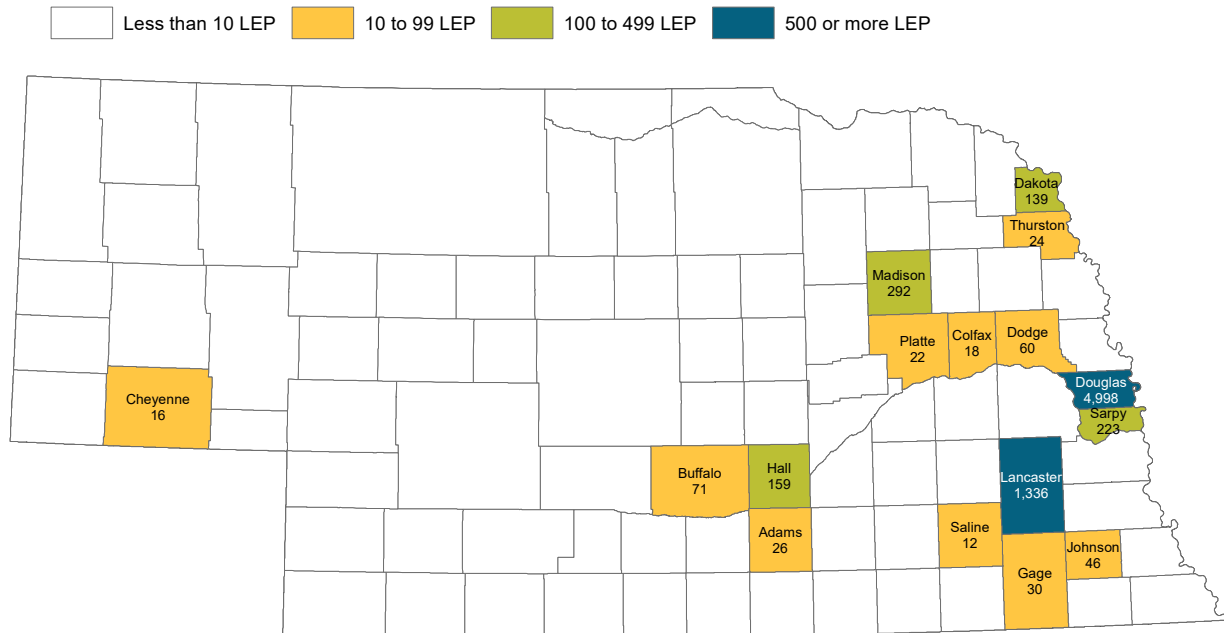 Less than 10 LEP
10 to 99 LEP
100 to 499 LEP
500 or more LEP
Dakota
139
Thurston
24
Madison
292
Platte
22
Colfax
18
Dodge
60
Douglas
4,998
Sarpy
223
Cheyenne
16
Buffalo
71
Hall
159
Lancaster
1,336
Adams
26
Saline
12
Johnson
46
Gage
30